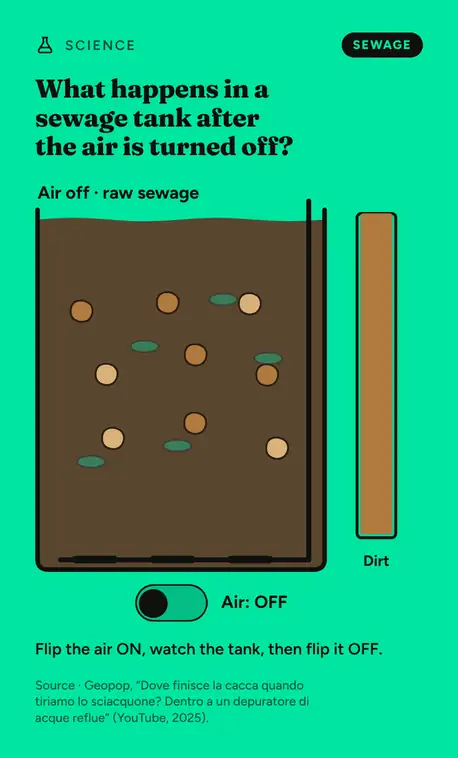 SCIENCE
SEWAGE
What happens in a
sewage tank after
the air is turned off?
Air off · raw sewage
Dirt
Air: OFF
Flip the air ON, watch the tank, then flip it OFF.
Source · Geopop, “Dove finisce la cacca quando
tiriamo lo sciacquone? Dentro a un depuratore di
acque reflue” (YouTube, 2025).